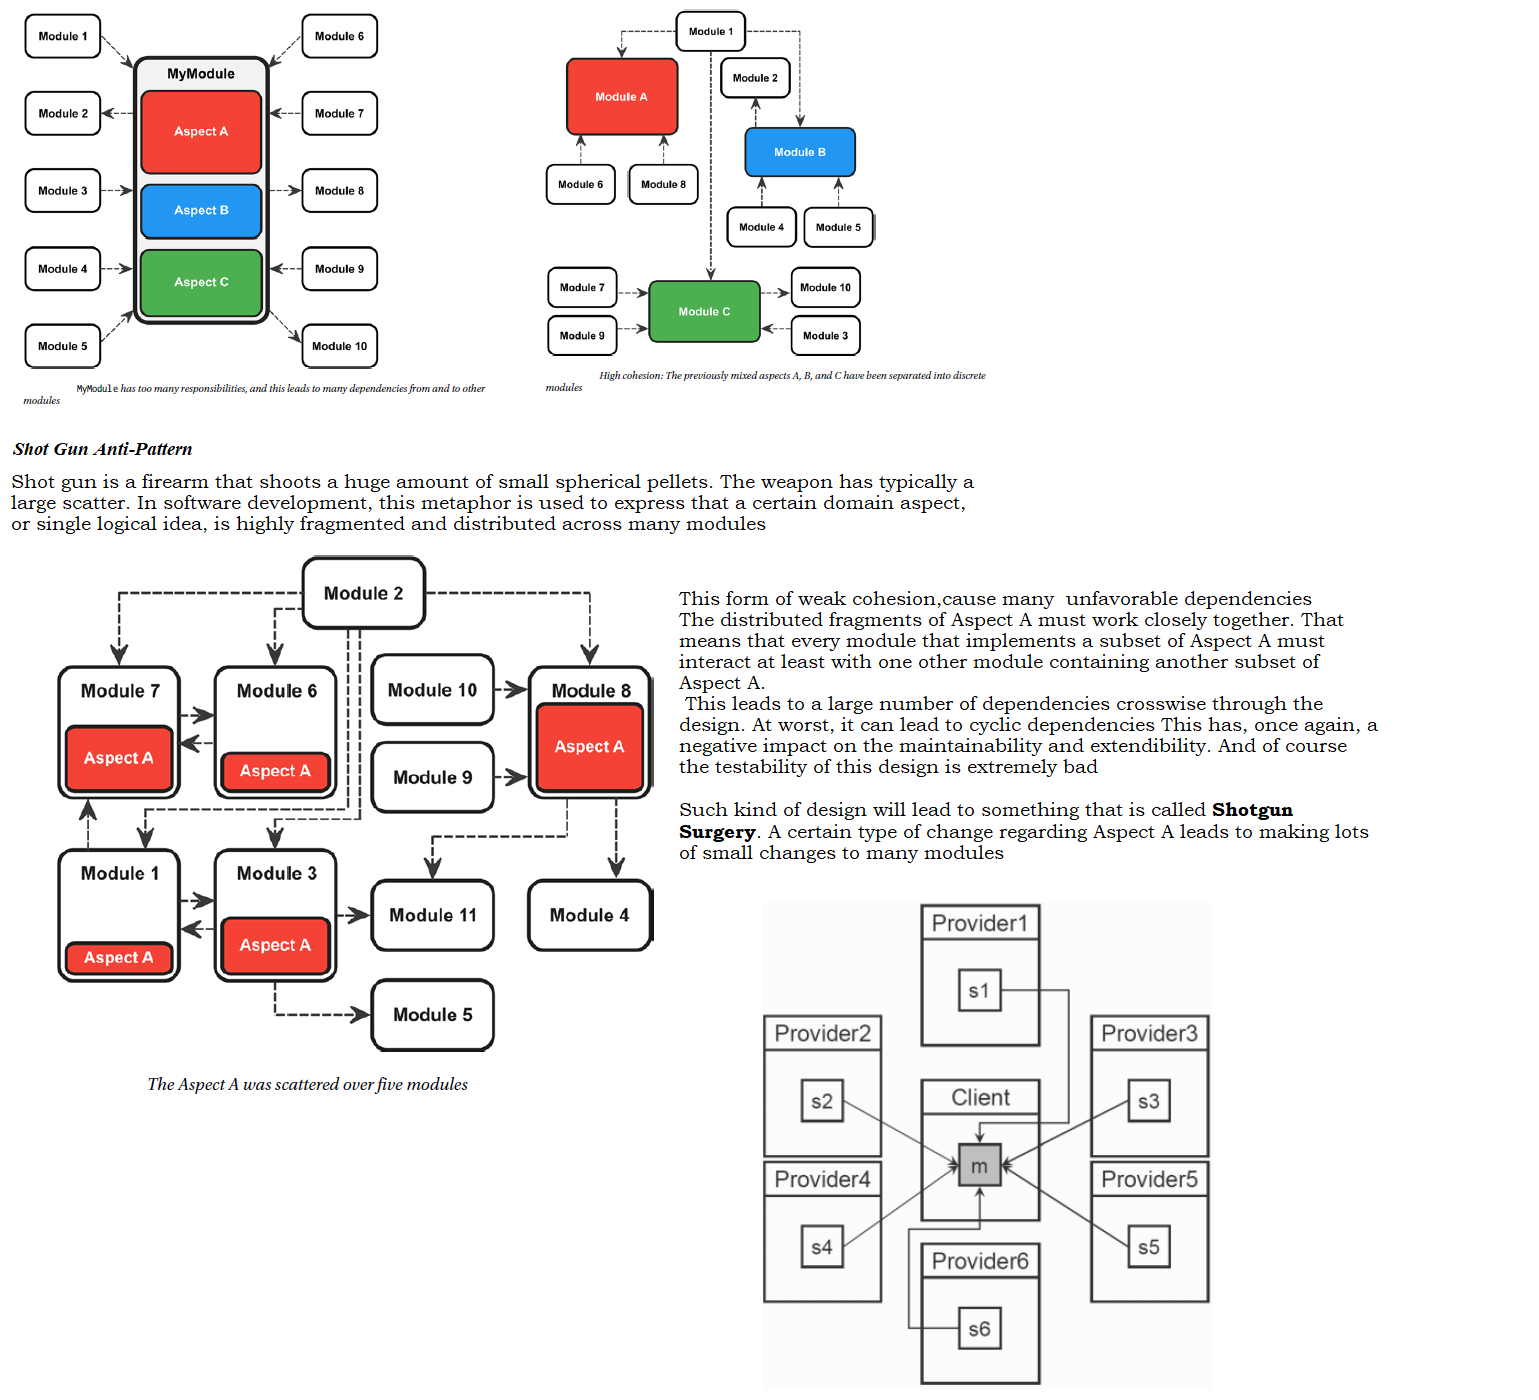 Module 1
Module 6
MyModule
Module 2
Aspect A
Module 7
Module 3
Aspect B
Module 8
Module 4
Aspect C
Module 9
Module 5
Module 10
MyModule has too many responsibilities, and this leads to many dependencies from and to other
modules
Module 1
Module A
Module 2
Module B
Module 6
Module 8
Module 4
Module 5
Module 7
Module 10
Module C
Module 9
Module 3
High cohesion: The previously mixed aspects A, B, and C have been separated into discrete
modules
Shot Gun Anti-Pattern
Shot gun is a firearm that shoots a huge amount of small spherical pellets. The weapon has typically a
large scatter. In software development, this metaphor is used to express that a certain domain aspect,
or single logical idea, is highly fragmented and distributed across many modules
Module 2
Module 7
Module 6
Module 10
Module 8
Aspect A
Aspect A
Module 9
Aspect A
Module 1
Module 3
Module 11
Module 4
Aspect A
Aspect A
Module 5
The Aspect A was scattered over five modules
This form of weak cohesion,cause many  unfavorable dependencies
The distributed fragments of Aspect A must work closely together. That
means that every module that implements a subset of Aspect A must
interact at least with one other module containing another subset of
Aspect A.
This leads to a large number of dependencies crosswise through the
design. At worst, it can lead to cyclic dependencies This has, once again, a
negative impact on the maintainability and extendibility. And of course
the testability of this design is extremely bad
Such kind of design will lead to something that is called Shotgun
Surgery. A certain type of change regarding Aspect A leads to making lots
of small changes to many modules
Provider1
s1
Provider2
s2
Provider3
s3
Client
m
Provider4
s4
Provider5
s5
Provider6
s6